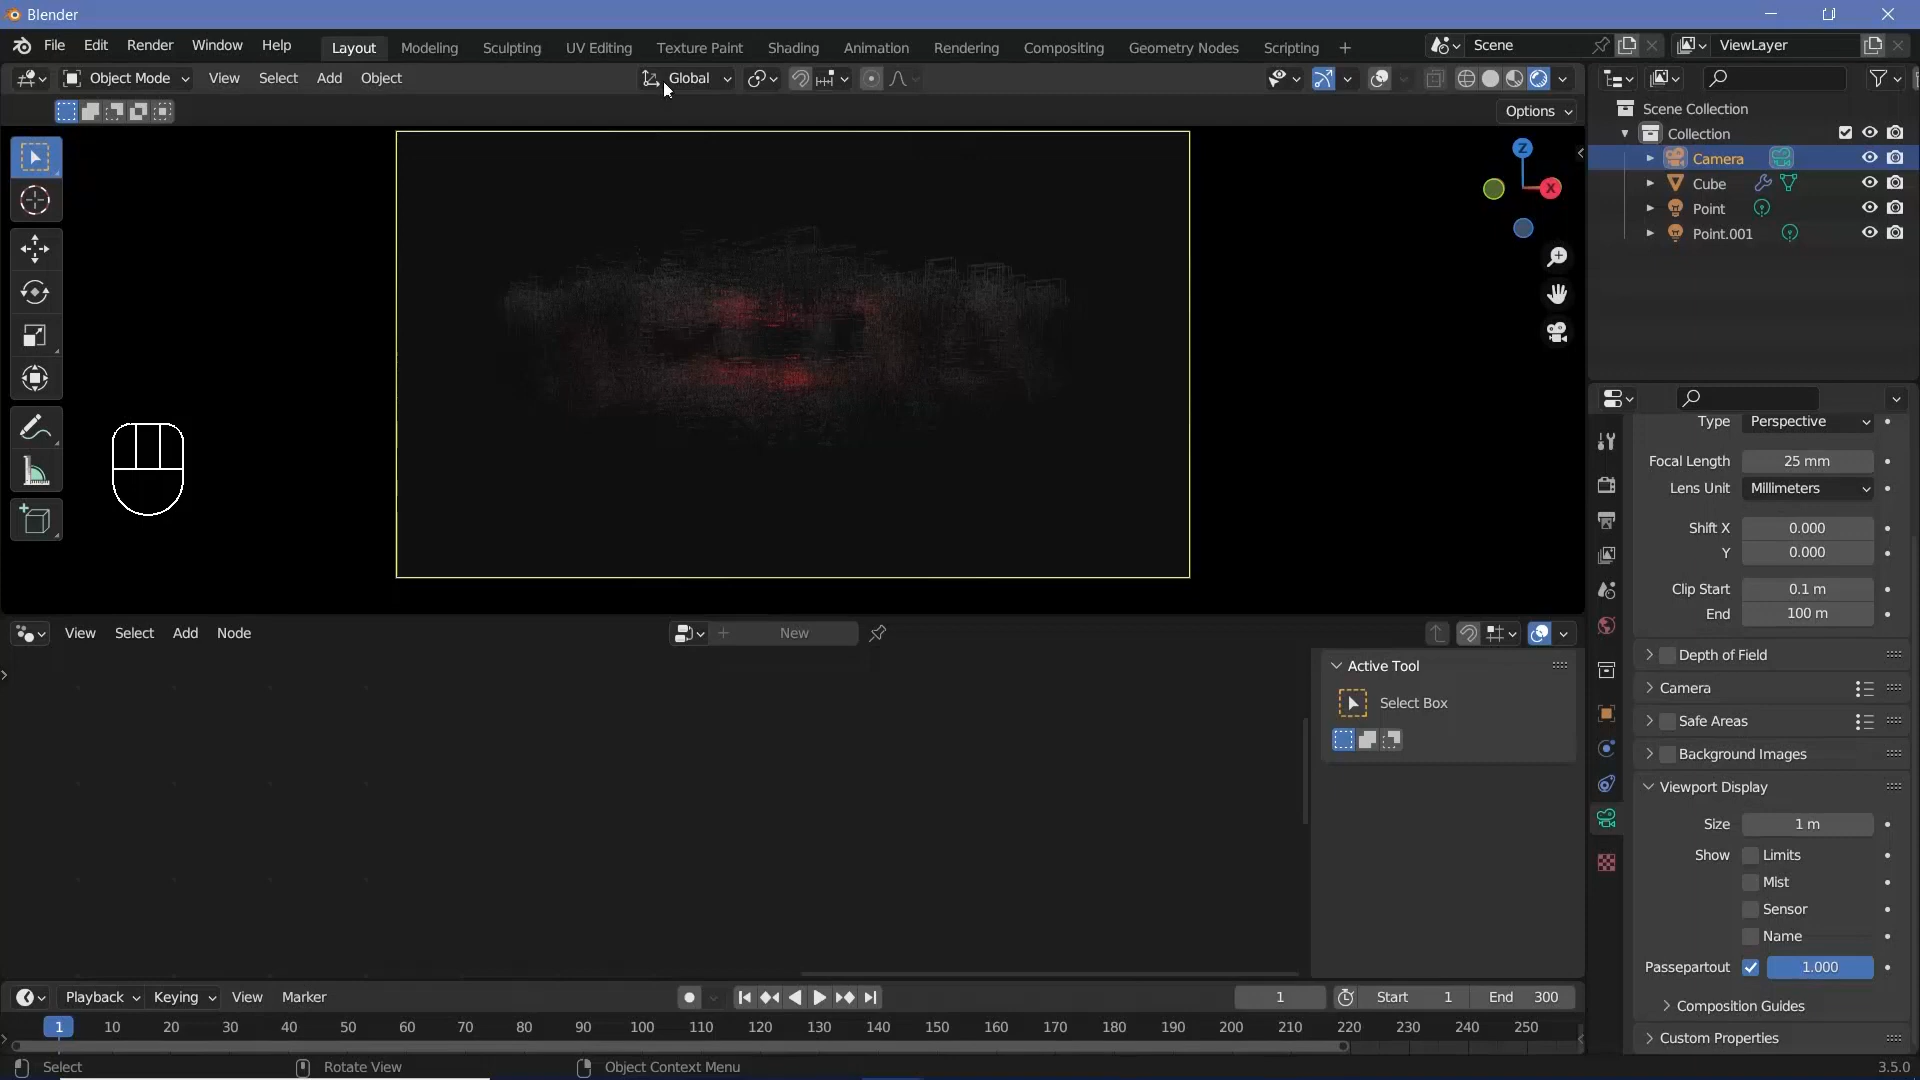 Blender
File Edit Render Window Help Layout Modeling Sculpting UV Editing Texture Paint Shading Animation Rendering Compositing Geometry Nodes Scripting + Scene ViewLayer
Object Mode View Select Add Object Global
Options
Scene Collection
Collection
Camera
Cube
Point
Point.001
Z
X
Type Perspective
Focal Length 25 mm
Lens Unit Millimeters
Shift X 0.000
Y 0.000
Clip Start 0.1 m
End 100 m
Depth of Field
Camera
Safe Areas
Background Images
Viewport Display
Size 1 m
Show Limits
Mist
Sensor
Name
Passepartout 1.000
Composition Guides
Custom Properties
View Select Add Node + New
Active Tool
Select Box
Playback Keying View Marker 1 Start 1 End 300
1 10 20 30 40 50 60 70 80 90 100 110 120 130 140 150 160 170 180 190 200 210 220 230 240 250
Select Rotate View Object Context Menu 3.5.0